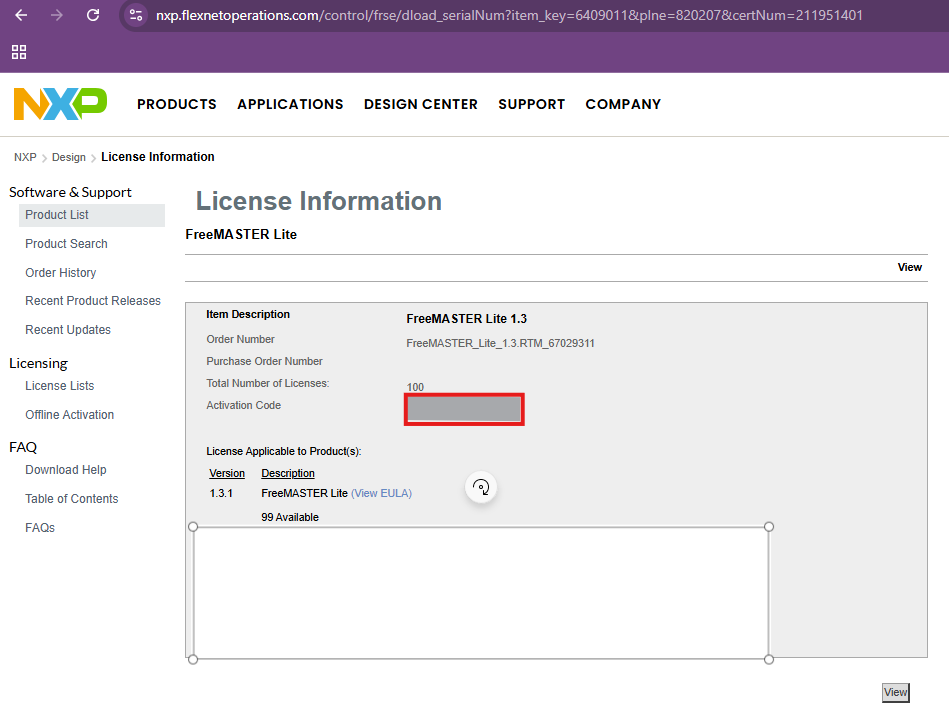 nxp.flexnetoperations.com/control/frse/dload_serialNum?item_key=6409011&plne=820207&certNum=211951401
NXP
PRODUCTS APPLICATIONS DESIGN CENTER SUPPORT COMPANY
NXP > Design > License Information
Software & Support
Product List
Product Search
Order History
Recent Product Releases
Recent Updates
Licensing
License Lists
Offline Activation
FAQ
Download Help
Table of Contents
FAQs
License Information
FreeMASTER Lite
View
Item Description FreeMASTER Lite 1.3
Order Number FreeMASTER_Lite_1.3.RTM_67029311
Purchase Order Number
Total Number of Licenses: 100
Activation Code
License Applicable to Product(s):
Version Description
1.3.1 FreeMASTER Lite (View EULA)
99 Available
View